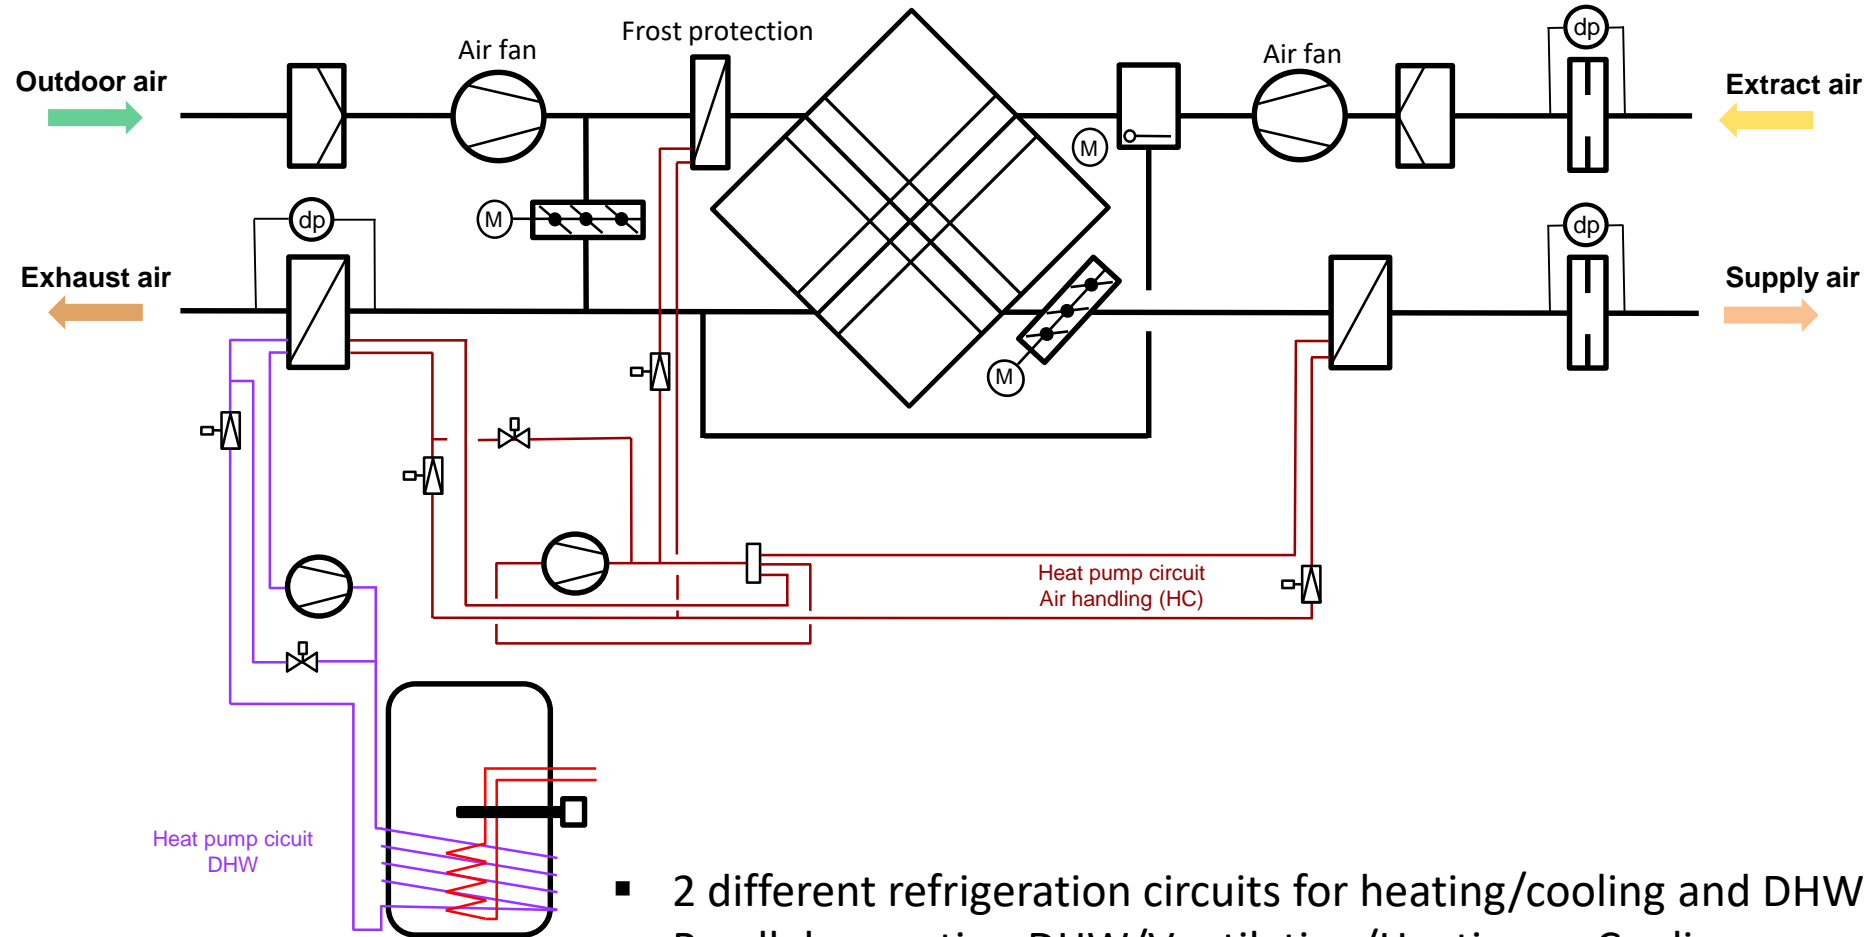 Frost protection
Air fan
Air fan
dp
Outdoor air
Extract air
M
M
dp
dp
Exhaust air
Supply air
M
Heat pump circuit
Air handling (HC)
Heat pump cicuit
DHW
▪ 2 different refrigeration circuits for heating/cooling and DHW